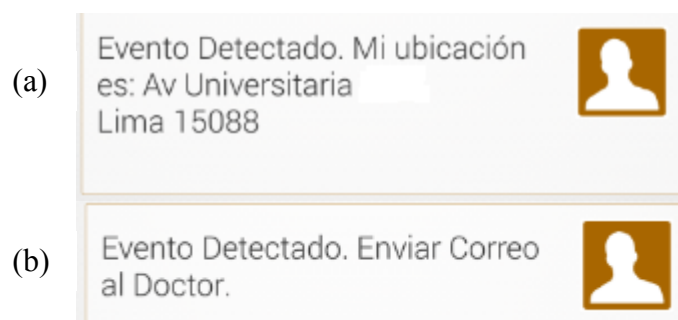 (a)
Evento Detectado. Mi ubicación
es: Av Universitaria
Lima 15088
(b)
Evento Detectado. Enviar Correo
al Doctor.